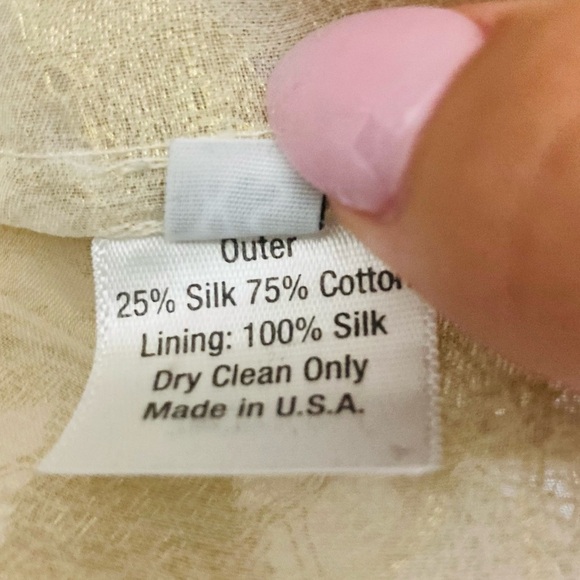 Outer
25% Silk 75% Cotton
Lining: 100% Silk
Dry Clean Only
Made in U.S.A.